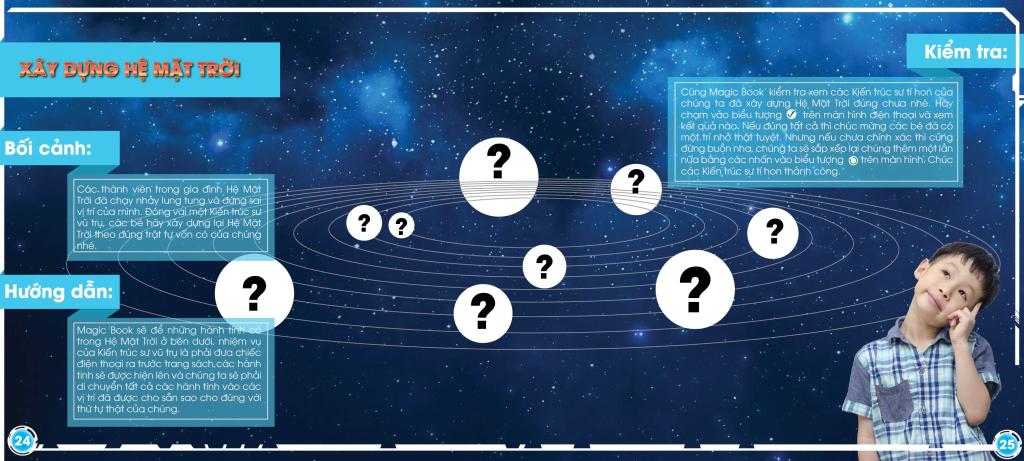 XÂY DỰNG HỆ MẶT TRỜI
Bối cảnh:
Các thành viên trong gia đình Hệ Mặt
Trời đã chạy nhảy lung tung và đứng sai
vị trí của mình. Đóng vai một Kiến trúc sư
vũ trụ, các bé hãy xây dựng lại Hệ Mặt
Trời theo đúng trật tự vốn có của chúng
nhé.
Hướng dẫn:
Magic Book sẽ để những hành tinh có
trong Hệ Mặt Trời ở bên dưới, nhiệm vụ
của Kiến trúc sư vũ trụ là phải đưa chiếc
điện thoại ra trước trang sách,các hành
tinh sẽ được hiện lên và chúng ta sẽ phải
di chuyển tất cả các hành tinh vào các
vị trí đã được cho sẵn sao cho đúng với
thứ tự thật của chúng.
24
?
?
?
?
?
?
?
?
?
Kiểm tra:
Cùng Magic Book kiểm tra xem các Kiến trúc sư tí hon của
chúng ta đã xây dựng Hệ Mặt Trời đúng chưa nhé. Hãy
chạm vào biểu tượng trên màn hình điện thoại và xem
kết quả nào. Nếu đúng tất cả thì chúc mừng các bé đã có
một trí nhớ thật tuyệt. Nhưng nếu chưa chính xác thì cũng
đừng buồn nha, chúng ta sẽ sắp xếp lại chúng thêm một lần
nữa bằng các nhấn vào biểu tượng trên màn hình. Chúc
các Kiến trúc sư tí hon thành công.
25